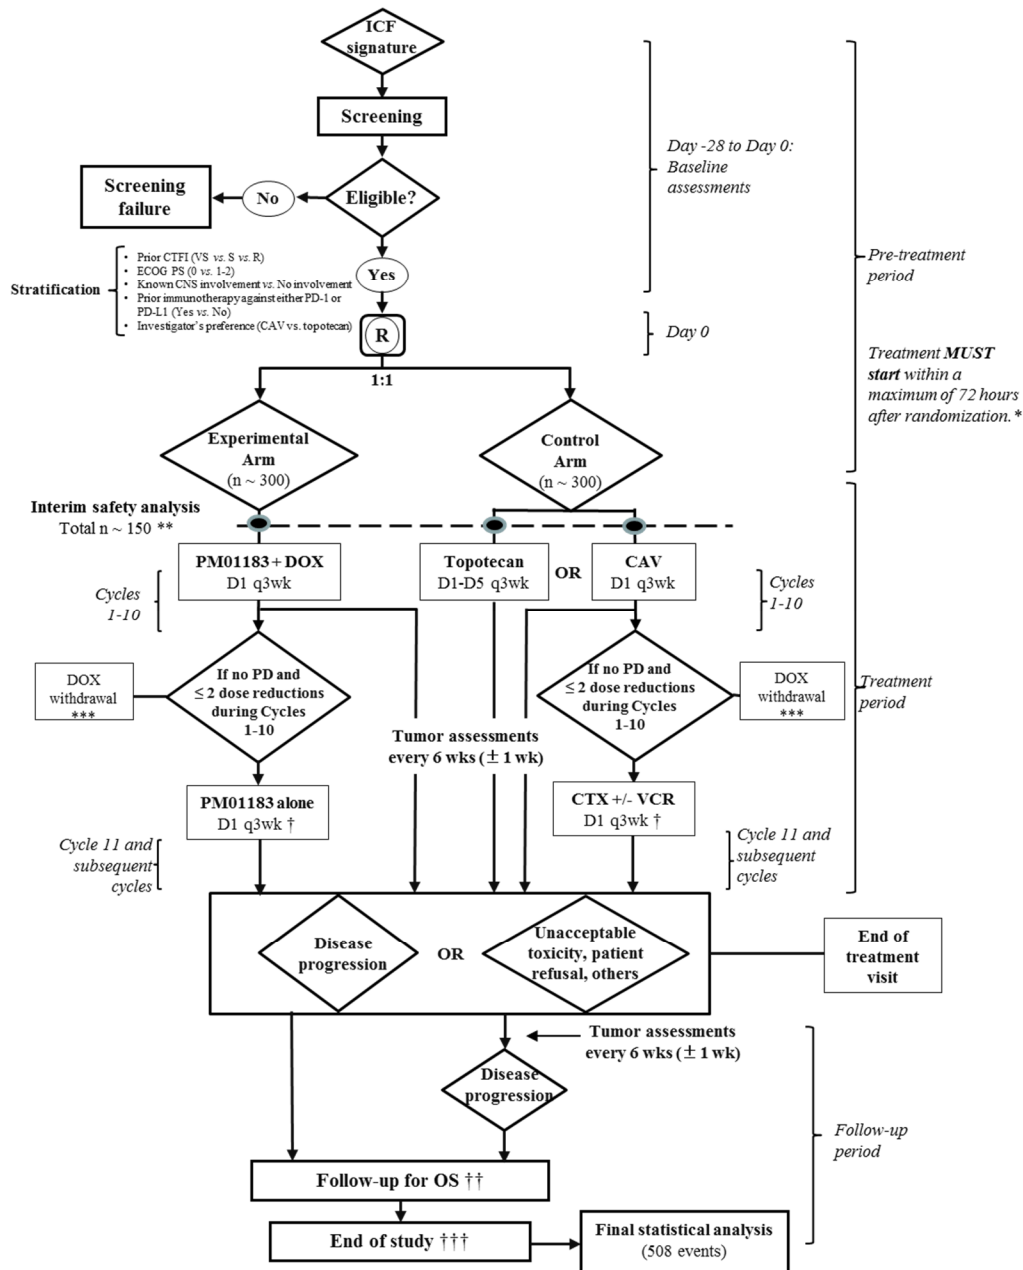 ICF
signature
Screening
Day -28 to Day 0:
Baseline
assessments
Screening
failure
No
Eligible?
Stratification
• Prior CTFI (VS vs. S vs. R)
• ECOG PS (0 vs. 1-2)
• Known CNS involvement vs. No involvement
• Prior immunotherapy against either PD-1 or
PD-L1 (Yes vs. No)
• Investigator's preference (CAV vs. topotecan)
Yes
Pre-treatment
period
R
Day 0
1:1
Treatment MUST
start within a
maximum of 72 hours
after randomization.*
Experimental
Arm
(n ~ 300)
Control
Arm
(n ~ 300)
Interim safety analysis
Total n ~ 150 **
PM01183 + DOX
D1 q3wk
Topotecan
D1-D5 q3wk
OR
CAV
D1 q3wk
Cycles
1-10
Cycles
1-10
DOX
withdrawal
***
If no PD and
≤ 2 dose reductions
during Cycles
1-10
If no PD and
≤ 2 dose reductions
during Cycles
1-10
DOX
withdrawal
***
Treatment
period
Tumor assessments
every 6 wks (± 1 wk)
PM01183 alone
D1 q3wk †
CTX +/- VCR
D1 q3wk †
Cycle 11 and
subsequent
cycles
Cycle 11 and
subsequent
cycles
Disease
progression
OR
Unacceptable
toxicity, patient
refusal, others
End of
treatment
visit
Tumor assessments
every 6 wks (± 1 wk)
Disease
progression
Follow-up
period
Follow-up for OS ††
End of study †††
Final statistical analysis
(508 events)